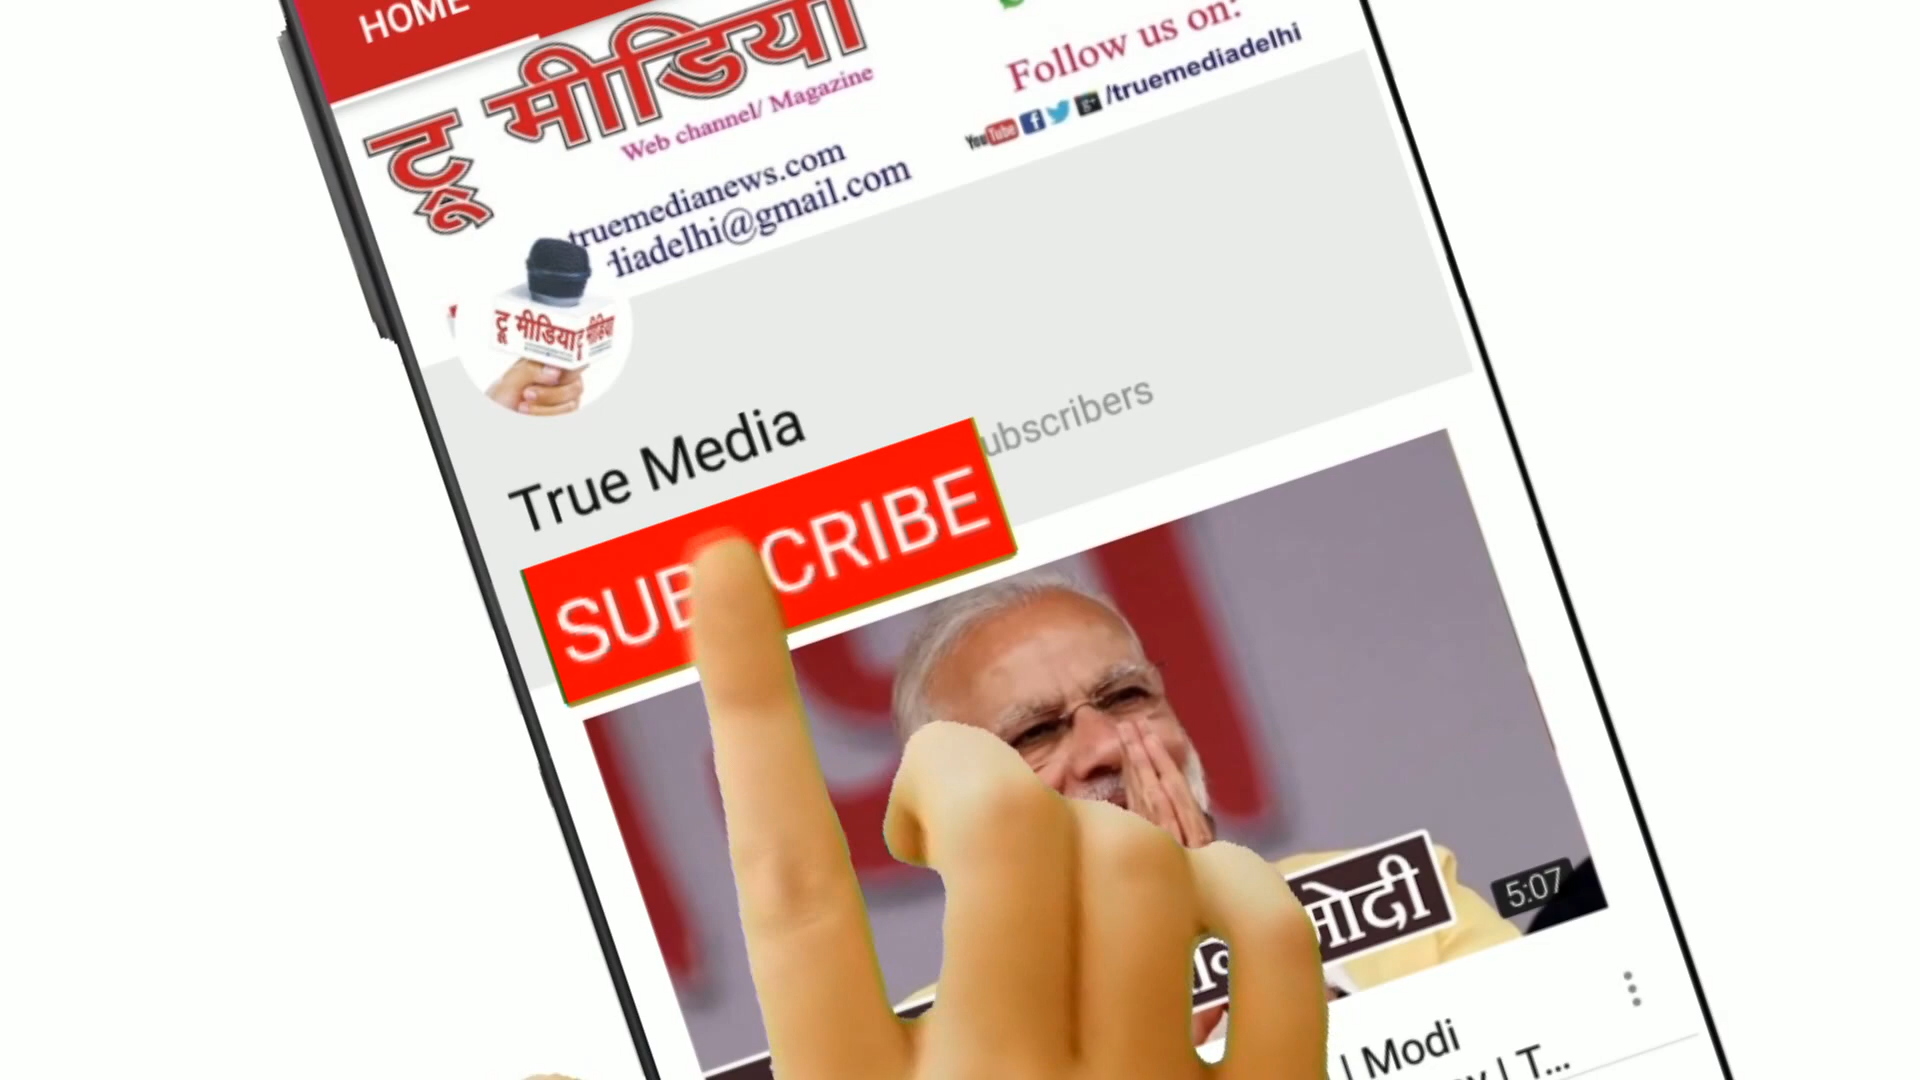 HOME
ट्रू मीडिया
Web channel/ Magazine
Follow us on:
YouTube /truemediadelhi
truemedianews.com
diadelhi@gmail.com
ट्रू मीडिया
True Media
ubscribers
SUB CRIBE
मोदी
5:07
| Modi
| T...